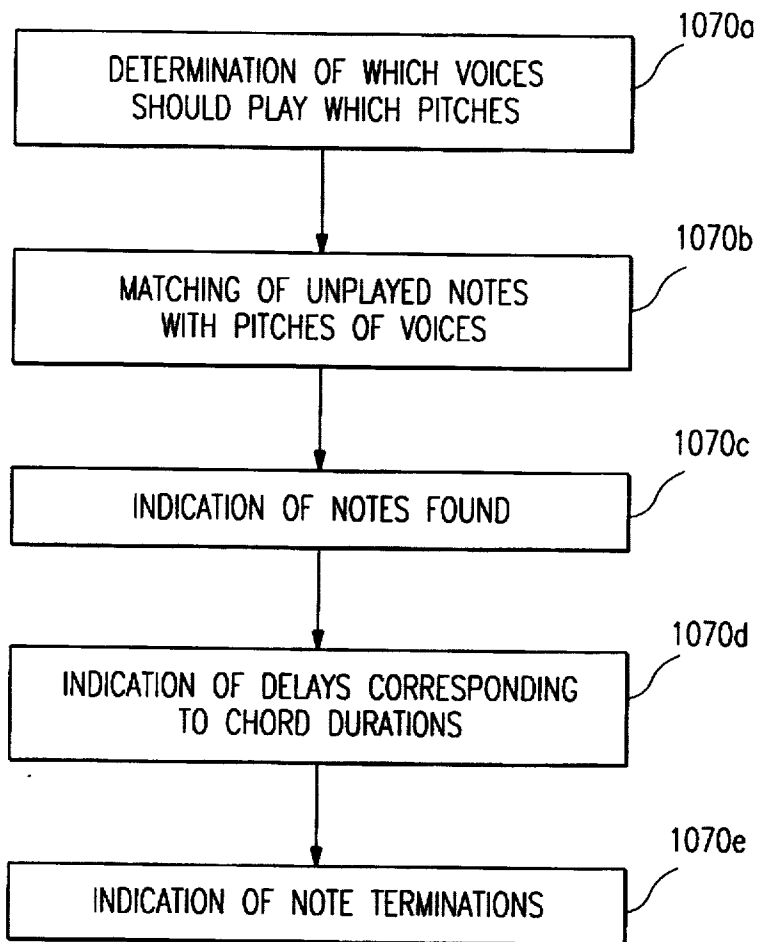 1070a
DETERMINATION OF WHICH VOICES
SHOULD PLAY WHICH PITCHES
1070b
MATCHING OF UNPLAYED NOTES
WITH PITCHES OF VOICES
1070c
INDICATION OF NOTES FOUND
1070d
INDICATION OF DELAYS CORRESPONDING
TO CHORD DURATIONS
1070e
INDICATION OF NOTE TERMINATIONS